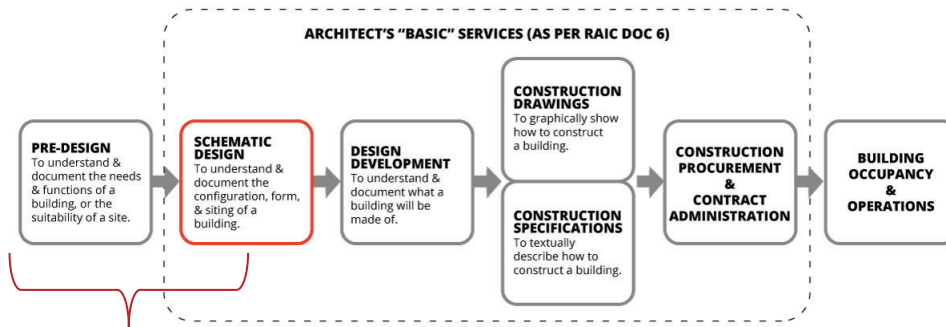 ARCHITECT'S “BASIC” SERVICES (AS PER RAIC DOC 6)
PRE-DESIGN
To understand &
document the needs
& functions of a
building, or the
suitability of a site.
SCHEMATIC
DESIGN
To understand &
document the
configuration, form,
& siting of a
building.
DESIGN
DEVELOPMENT
To understand &
document what a
building will be
made of.
CONSTRUCTION
DRAWINGS
To graphically show
how to construct
a building.
CONSTRUCTION
SPECIFICATIONS
To textually
describe how to
construct a building.
CONSTRUCTION
PROCUREMENT
&
CONTRACT
ADMINISTRATION
BUILDING
OCCUPANCY
&
OPERATIONS